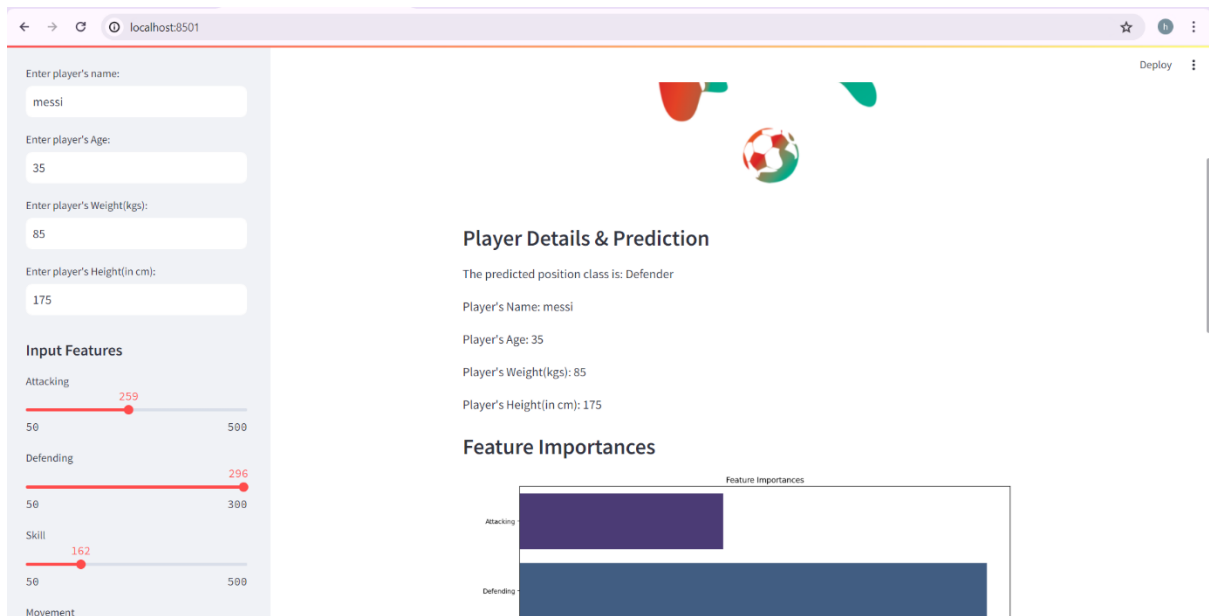 localhost:8501
h
Deploy
Enter player's name:
messi
Enter player's Age:
35
Enter player's Weight(kgs):
85
Enter player's Height(in cm):
175
Input Features
Attacking
259
50 500
Defending
296
50 300
Skill
162
50 500
Movement
Player Details & Prediction
The predicted position class is: Defender
Player's Name: messi
Player's Age: 35
Player's Weight(kgs): 85
Player's Height(in cm): 175
Feature Importances
Feature Importances
Attacking
Defending